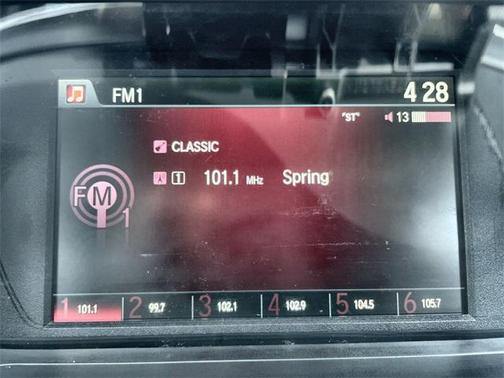 FM1 4 28
"ST" 13
CLASSIC
1 101.1 MHz Spring
FM
1
1 101.1 2 99.7 3 102.1 4 102.9 5 104.5 6 105.7